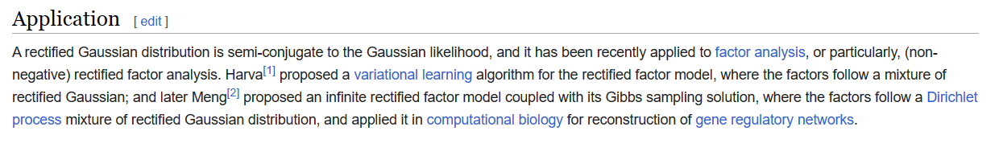 Application [ edit ]
A rectified Gaussian distribution is semi-conjugate to the Gaussian likelihood, and it has been recently applied to factor analysis, or particularly, (non-
negative) rectified factor analysis. Harva[1] proposed a variational learning algorithm for the rectified factor model, where the factors follow a mixture of
rectified Gaussian; and later Meng[2] proposed an infinite rectified factor model coupled with its Gibbs sampling solution, where the factors follow a Dirichlet
process mixture of rectified Gaussian distribution, and applied it in computational biology for reconstruction of gene regulatory networks.